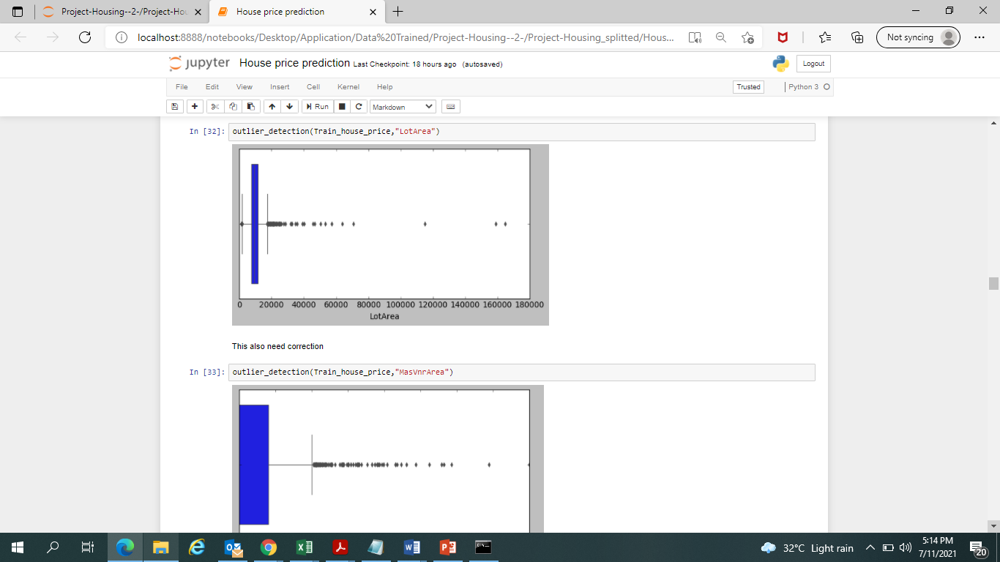 Project-Housing--2-/Project-Hou
House price prediction
localhost:8888/notebooks/Desktop/Application/Data%20Trained/Project-Housing--2-/Project-Housing_splitted/Hous...
Not syncing
jupyter House price prediction Last Checkpoint: 18 hours ago (autosaved)
Logout
File Edit View Insert Cell Kernel Help
Trusted
Python 3
Run
Markdown
In [32]: outlier_detection(Train_house_price,"LotArea")
0 20000 40000 60000 80000 100000 120000 140000 160000 180000
LotArea
This also need correction
In [33]: outlier_detection(Train_house_price,"MasVnrArea")
32°C Light rain
5:14 PM
7/11/2021
20